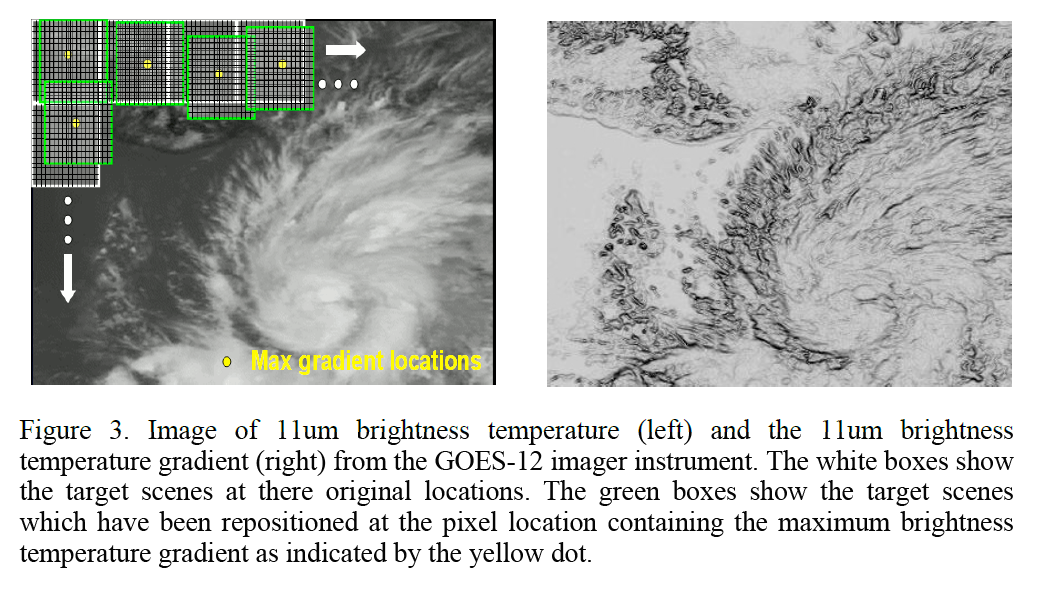 Max gradient locations
Figure 3. Image of 11um brightness temperature (left) and the 11um brightness
temperature gradient (right) from the GOES-12 imager instrument. The white boxes show
the target scenes at there original locations. The green boxes show the target scenes
which have been repositioned at the pixel location containing the maximum brightness
temperature gradient as indicated by the yellow dot.